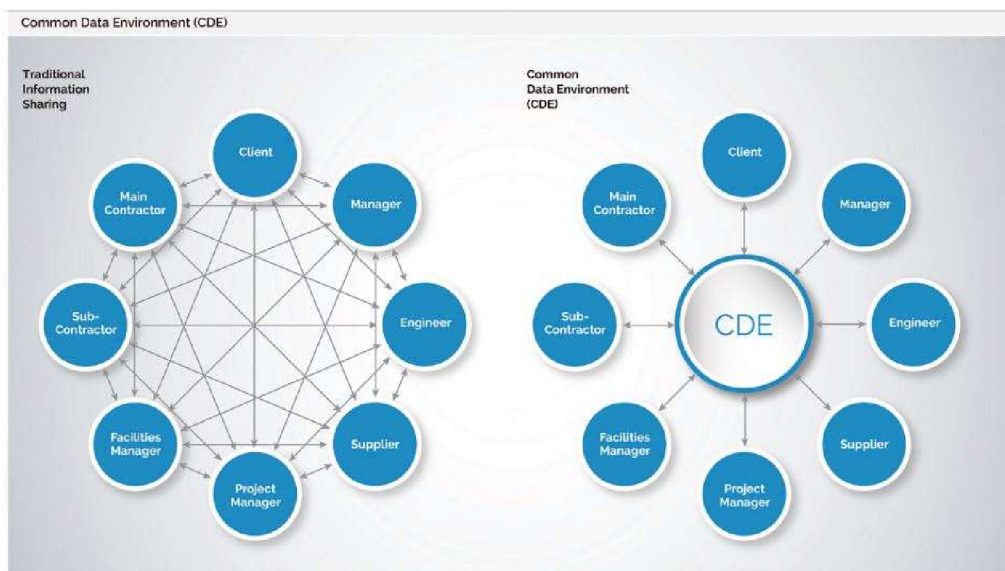 Common Data Environment (CDE)
Traditional
Information
Sharing
Client
Main
Contractor
Manager
Sub-
Contractor
Engineer
Facilities
Manager
Supplier
Project
Manager
Common
Data Environment
(CDE)
Client
Main
Contractor
Manager
Sub-
Contractor
CDE
Engineer
Facilities
Manager
Supplier
Project
Manager